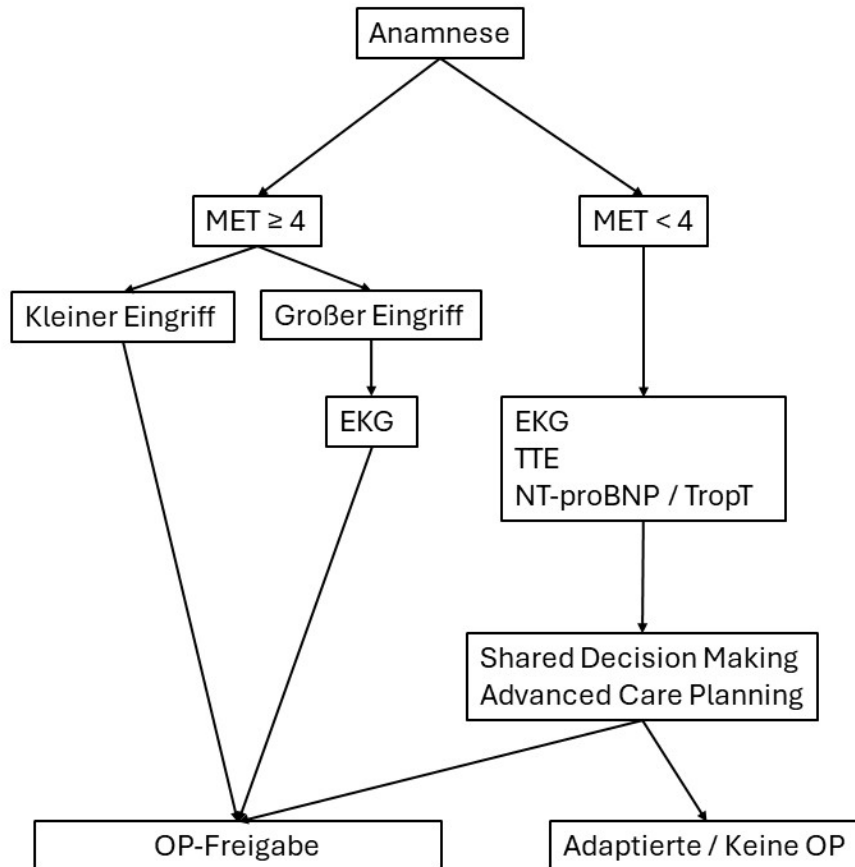 Anamnese
MET ≥ 4
MET < 4
Kleiner Eingriff
Großer Eingriff
EKG
EKG
TTE
NT-proBNP / TropT
Shared Decision Making
Advanced Care Planning
OP-Freigabe
Adaptierte / Keine OP